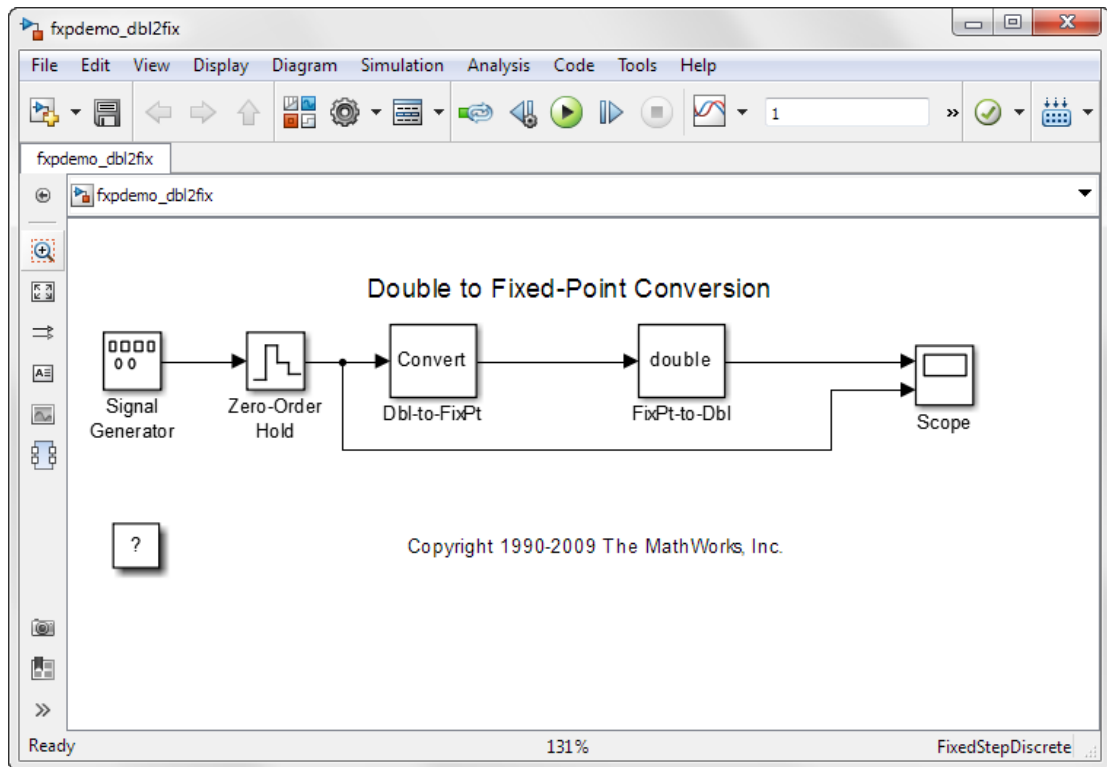 fxpdemo_dbl2fix
File Edit View Display Diagram Simulation Analysis Code Tools Help
1
fxpdemo_dbl2fix
fxpdemo_dbl2fix
Double to Fixed-Point Conversion
Convert
double
Signal
Generator
Zero-Order
Hold
Dbl-to-FixPt
FixPt-to-Dbl
Scope
?
Copyright 1990-2009 The MathWorks, Inc.
Ready 131% FixedStepDiscrete